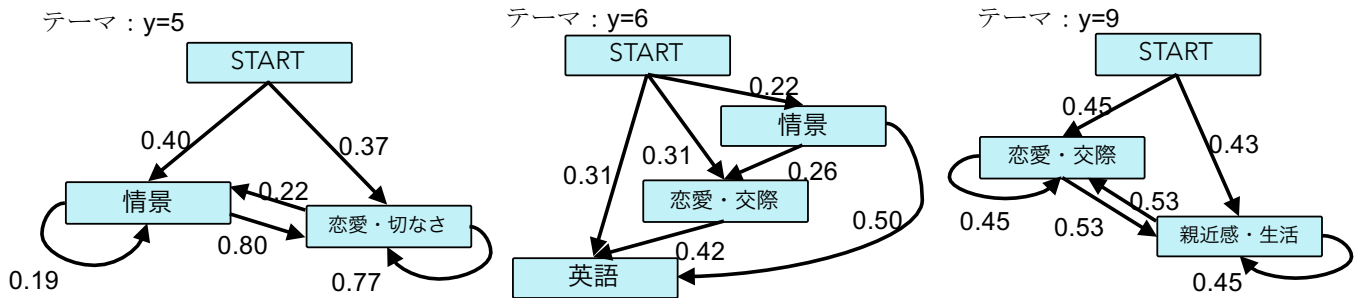 テーマ：y=5
START
0.40
0.37
情景
0.22
恋愛・切なさ
0.80
0.19
0.77
テーマ：y=6
START
0.22
情景
0.31
0.31
0.26
恋愛・交際
0.50
0.42
英語
テーマ：y=9
START
0.45
0.43
恋愛・交際
0.53
0.45
0.53
親近感・生活
0.45